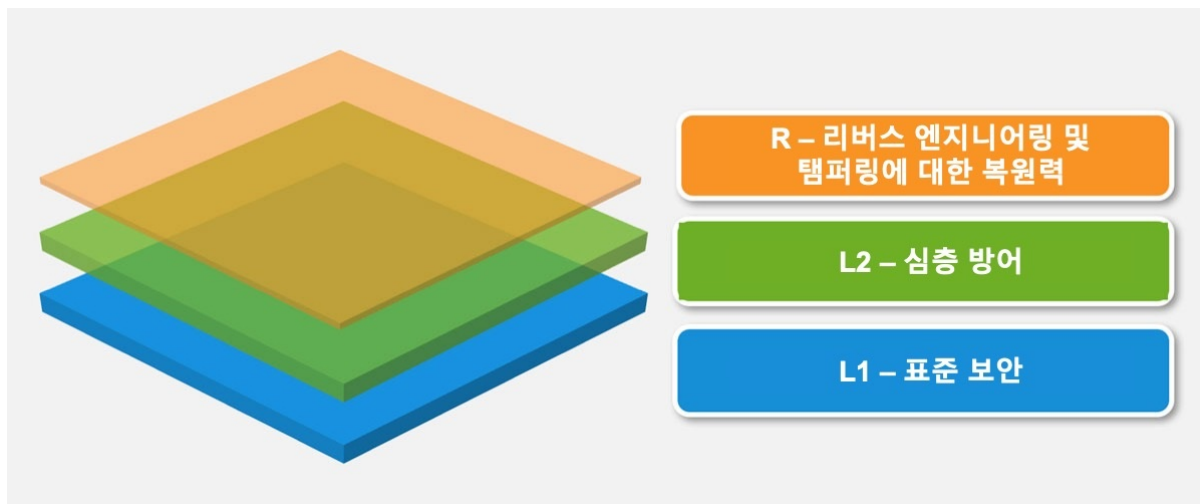 R – 리버스 엔지니어링 및
탬퍼링에 대한 복원력
L2 – 심층 방어
L1 – 표준 보안